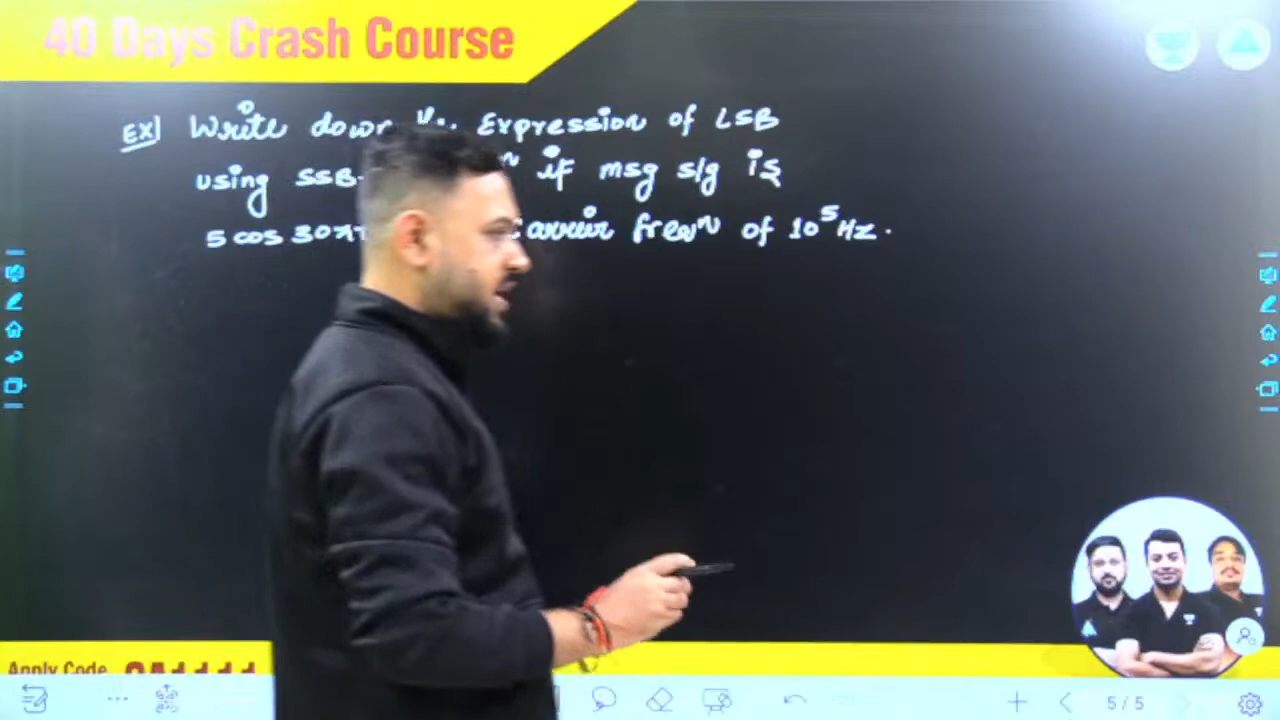 40 Days Crash Course
Ex] Write down Expression of LSB
using SSB if msg s/g is
5 cos 30π carrier freqn of 10⁵ Hz.
Apply Code
5 / 5